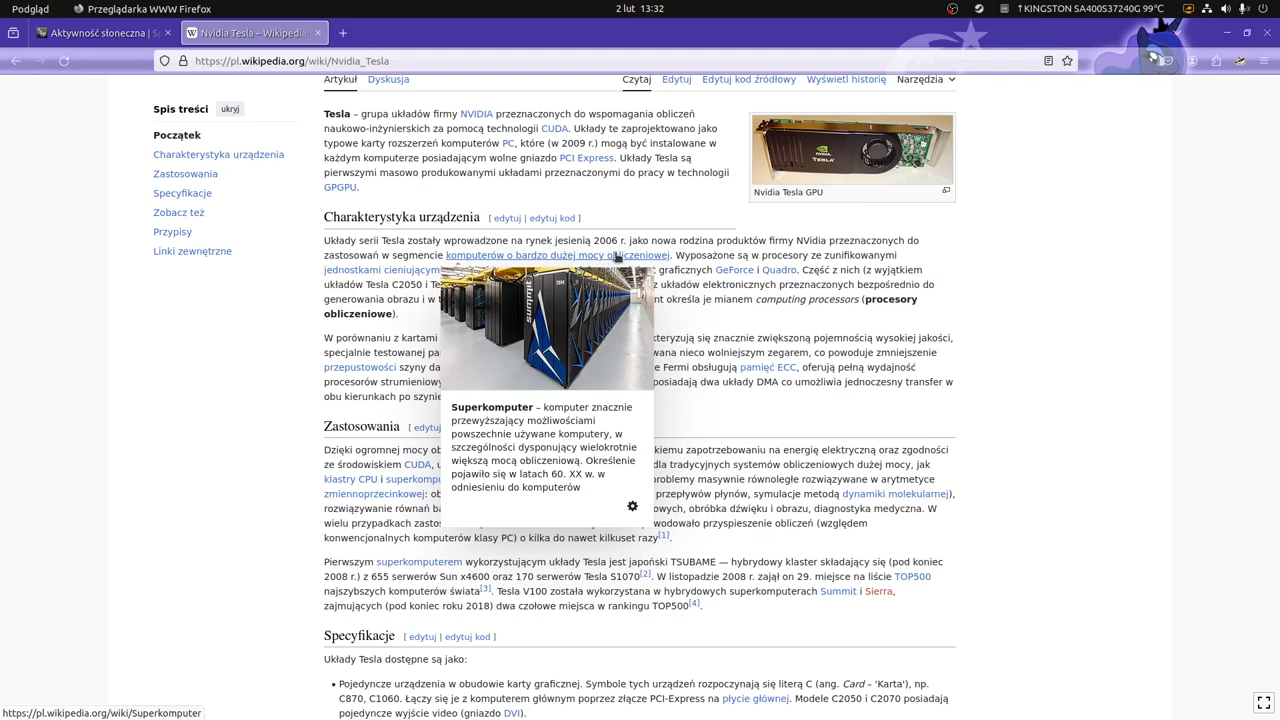 Podgląd
Przeglądarka WWW Firefox
2 lut 13:32
↑KINGSTON SA400S37240G 99°C
Aktywność słoneczna | S
Nvidia Tesla – Wikipedia
https://pl.wikipedia.org/wiki/Nvidia_Tesla
Artykuł Dyskusja
Czytaj Edytuj Edytuj kod źródłowy Wyświetl historię Narzędzia
Spis treści ukryj
Początek
Charakterystyka urządzenia
Zastosowania
Specyfikacje
Zobacz też
Przypisy
Linki zewnętrzne
Tesla – grupa układów firmy NVIDIA przeznaczonych do wspomagania obliczeń
naukowo-inżynierskich za pomocą technologii CUDA. Układy te zaprojektowano jako
typowe karty rozszerzeń komputerów PC, które (w 2009 r.) mogą być instalowane w
każdym komputerze posiadającym wolne gniazdo PCI Express. Układy Tesla są
pierwszymi masowo produkowanymi układami przeznaczonymi do pracy w technologii
GPGPU.
NVIDIA
TESLA
Nvidia Tesla GPU
Charakterystyka urządzenia [ edytuj | edytuj kod ]
Układy serii Tesla zostały wprowadzone na rynek jesienią 2006 r. jako nowa rodzina produktów firmy NVidia przeznaczonych do
zastosowań w segmencie komputerów o bardzo dużej mocy obliczeniowej. Wyposażone są w procesory ze zunifikowanymi
jednostkami cieniującym graficznych GeForce i Quadro. Część z nich (z wyjątkiem
układów Tesla C2050 i Te z układów elektronicznych przeznaczonych bezpośrednio do
generowania obrazu i w t nt określa je mianem computing processors (procesory
obliczeniowe).
W porównaniu z kartami kteryzują się znacznie zwiększoną pojemnością wysokiej jakości,
specjalnie testowanej pa wana nieco wolniejszym zegarem, co powoduje zmniejszenie
przepustowości szyny da e Fermi obsługują pamięć ECC, oferują pełną wydajność
procesorów strumieniowy posiadają dwa układy DMA co umożliwia jednoczesny transfer w
obu kierunkach po szynie
summit
IBM
Superkomputer – komputer znacznie
przewyższający możliwościami
powszechnie używane komputery, w
szczególności dysponujący wielokrotnie
większą mocą obliczeniową. Określenie
pojawiło się w latach 60. XX w. w
odniesieniu do komputerów
Zastosowania [ edytuj
Dzięki ogromnej mocy ob kiemu zapotrzebowaniu na energię elektryczną oraz zgodności
ze środowiskiem CUDA, u dla tradycyjnych systemów obliczeniowych dużej mocy, jak
klastry CPU i superkompu problemy masywnie równoległe rozwiązywane w arytmetyce
zmiennoprzecinkowej: ob przepływów płynów, symulacje metodą dynamiki molekularnej),
rozwiązywanie równań ba owych, obróbka dźwięku i obrazu, diagnostyka medyczna. W
wielu przypadkach zastos wodowało przyspieszenie obliczeń (względem
konwencjonalnych komputerów klasy PC) o kilka do nawet kilkuset razy[1].
Pierwszym superkomputerem wykorzystującym układy Tesla jest japoński TSUBAME — hybrydowy klaster składający się (pod koniec
2008 r.) z 655 serwerów Sun x4600 oraz 170 serwerów Tesla S1070[2]. W listopadzie 2008 r. zajął on 29. miejsce na liście TOP500
najszybszych komputerów świata[3]. Tesla V100 została wykorzystana w hybrydowych superkomputerach Summit i Sierra,
zajmujących (pod koniec roku 2018) dwa czołowe miejsca w rankingu TOP500[4].
Specyfikacje [ edytuj | edytuj kod ]
Układy Tesla dostępne są jako:
• Pojedyncze urządzenia w obudowie karty graficznej. Symbole tych urządzeń rozpoczynają się literą C (ang. Card – 'Karta'), np.
C870, C1060. Łączy się je z komputerem głównym poprzez złącze PCI-Express na płycie głównej. Modele C2050 i C2070 posiadają
pojedyncze wyjście video (gniazdo DVI).
https://pl.wikipedia.org/wiki/Superkomputer